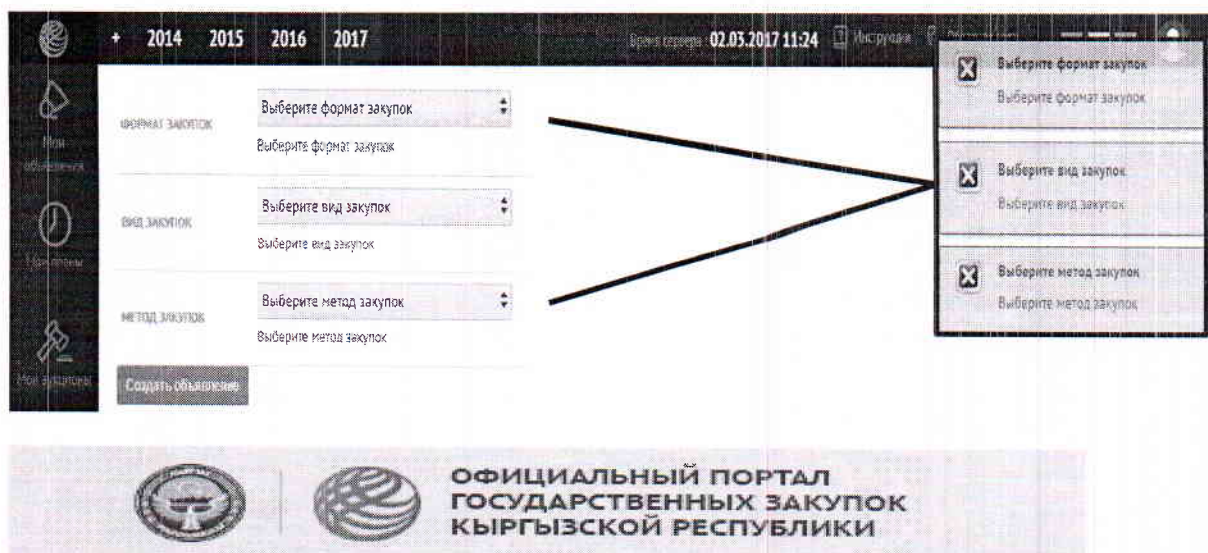 + 2014 2015 2016 2017
Время сервера 02.03.2017 11:24 Инструкции
Мои
объявления
Мои планы
Мои аукционы
ФОРМАТ ЗАКУПОК
Выберите формат закупок
Выберите формат закупок
ВИД ЗАКУПОК
Выберите вид закупок
Выберите вид закупок
МЕТОД ЗАКУПОК
Выберите метод закупок
Выберите метод закупок
Создать объявление
Выберите формат закупок
Выберите формат закупок
Выберите вид закупок
Выберите вид закупок
Выберите метод закупок
Выберите метод закупок
ОФИЦИАЛЬНЫЙ ПОРТАЛ
ГОСУДАРСТВЕННЫХ ЗАКУПОК
КЫРГЫЗСКОЙ РЕСПУБЛИКИ